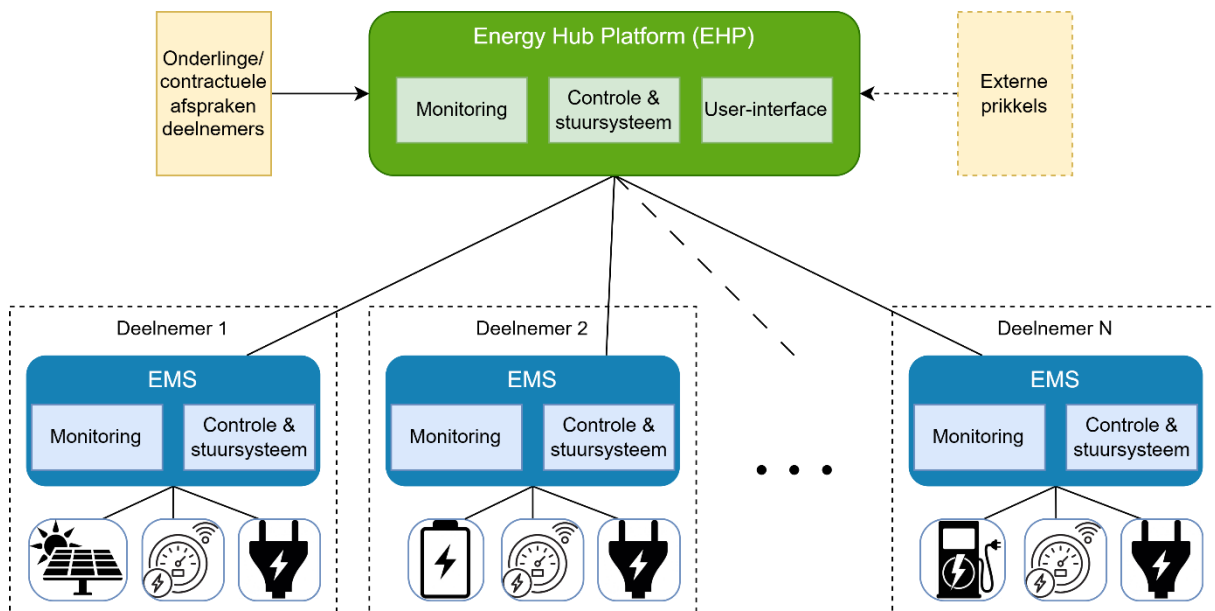 Energy Hub Platform (EHP)
Onderlinge/
contractuele
afspraken
deelnemers
Monitoring
Controle &
stuursysteem
User-interface
Externe
prikkels
Deelnemer 1
EMS
Monitoring
Controle &
stuursysteem
Deelnemer 2
EMS
Monitoring
Controle &
stuursysteem
Deelnemer N
EMS
Monitoring
Controle &
stuursysteem